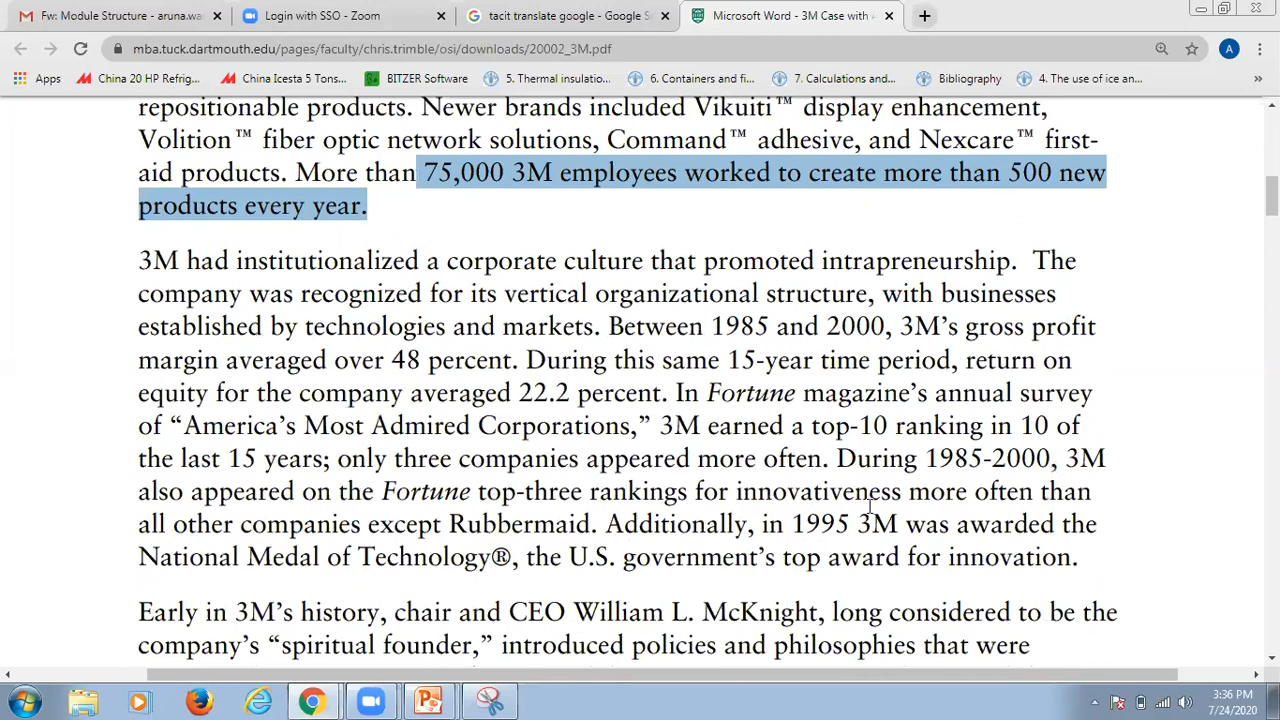 Fw: Module Structure - aruna.wa
Login with SSO - Zoom
tacit translate google - Google S
Microsoft Word - 3M Case with
mba.tuck.dartmouth.edu/pages/faculty/chris.trimble/osi/downloads/20002_3M.pdf
A
Apps
China 20 HP Refrig...
China Icesta 5 Tons...
BITZER Software
5. Thermal insulatio...
6. Containers and fi...
7. Calculations and...
Bibliography
4. The use of ice an...
repositionable products. Newer brands included Vikuiti™ display enhancement,
Volition™ fiber optic network solutions, Command™ adhesive, and Nexcare™ first-
aid products. More than 75,000 3M employees worked to create more than 500 new
products every year.
3M had institutionalized a corporate culture that promoted intrapreneurship. The
company was recognized for its vertical organizational structure, with businesses
established by technologies and markets. Between 1985 and 2000, 3M's gross profit
margin averaged over 48 percent. During this same 15-year time period, return on
equity for the company averaged 22.2 percent. In Fortune magazine's annual survey
of “America's Most Admired Corporations,” 3M earned a top-10 ranking in 10 of
the last 15 years; only three companies appeared more often. During 1985-2000, 3M
also appeared on the Fortune top-three rankings for innovativeness more often than
all other companies except Rubbermaid. Additionally, in 1995 3M was awarded the
National Medal of Technology®, the U.S. government's top award for innovation.
Early in 3M's history, chair and CEO William L. McKnight, long considered to be the
company's “spiritual founder,” introduced policies and philosophies that were
3:36 PM
7/24/2020